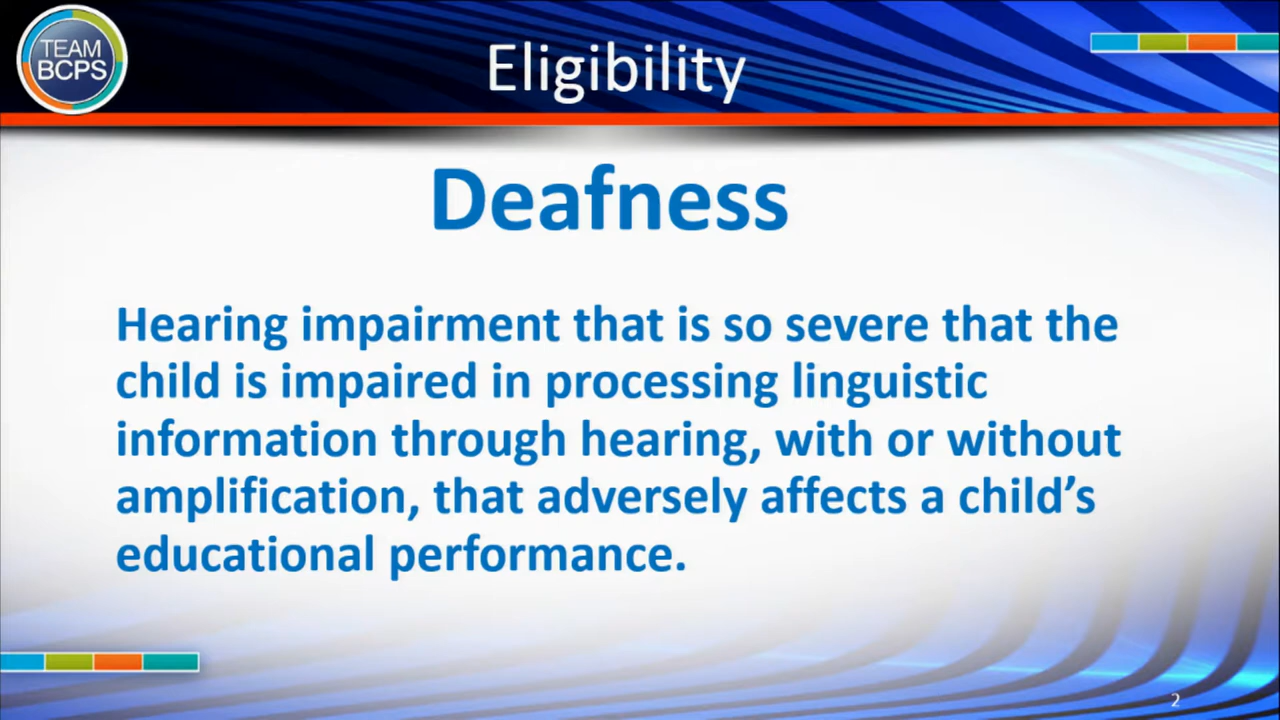 TEAM
BCPS
Eligibility
Deafness
Hearing impairment that is so severe that the
child is impaired in processing linguistic
information through hearing, with or without
amplification, that adversely affects a child’s
educational performance.
2